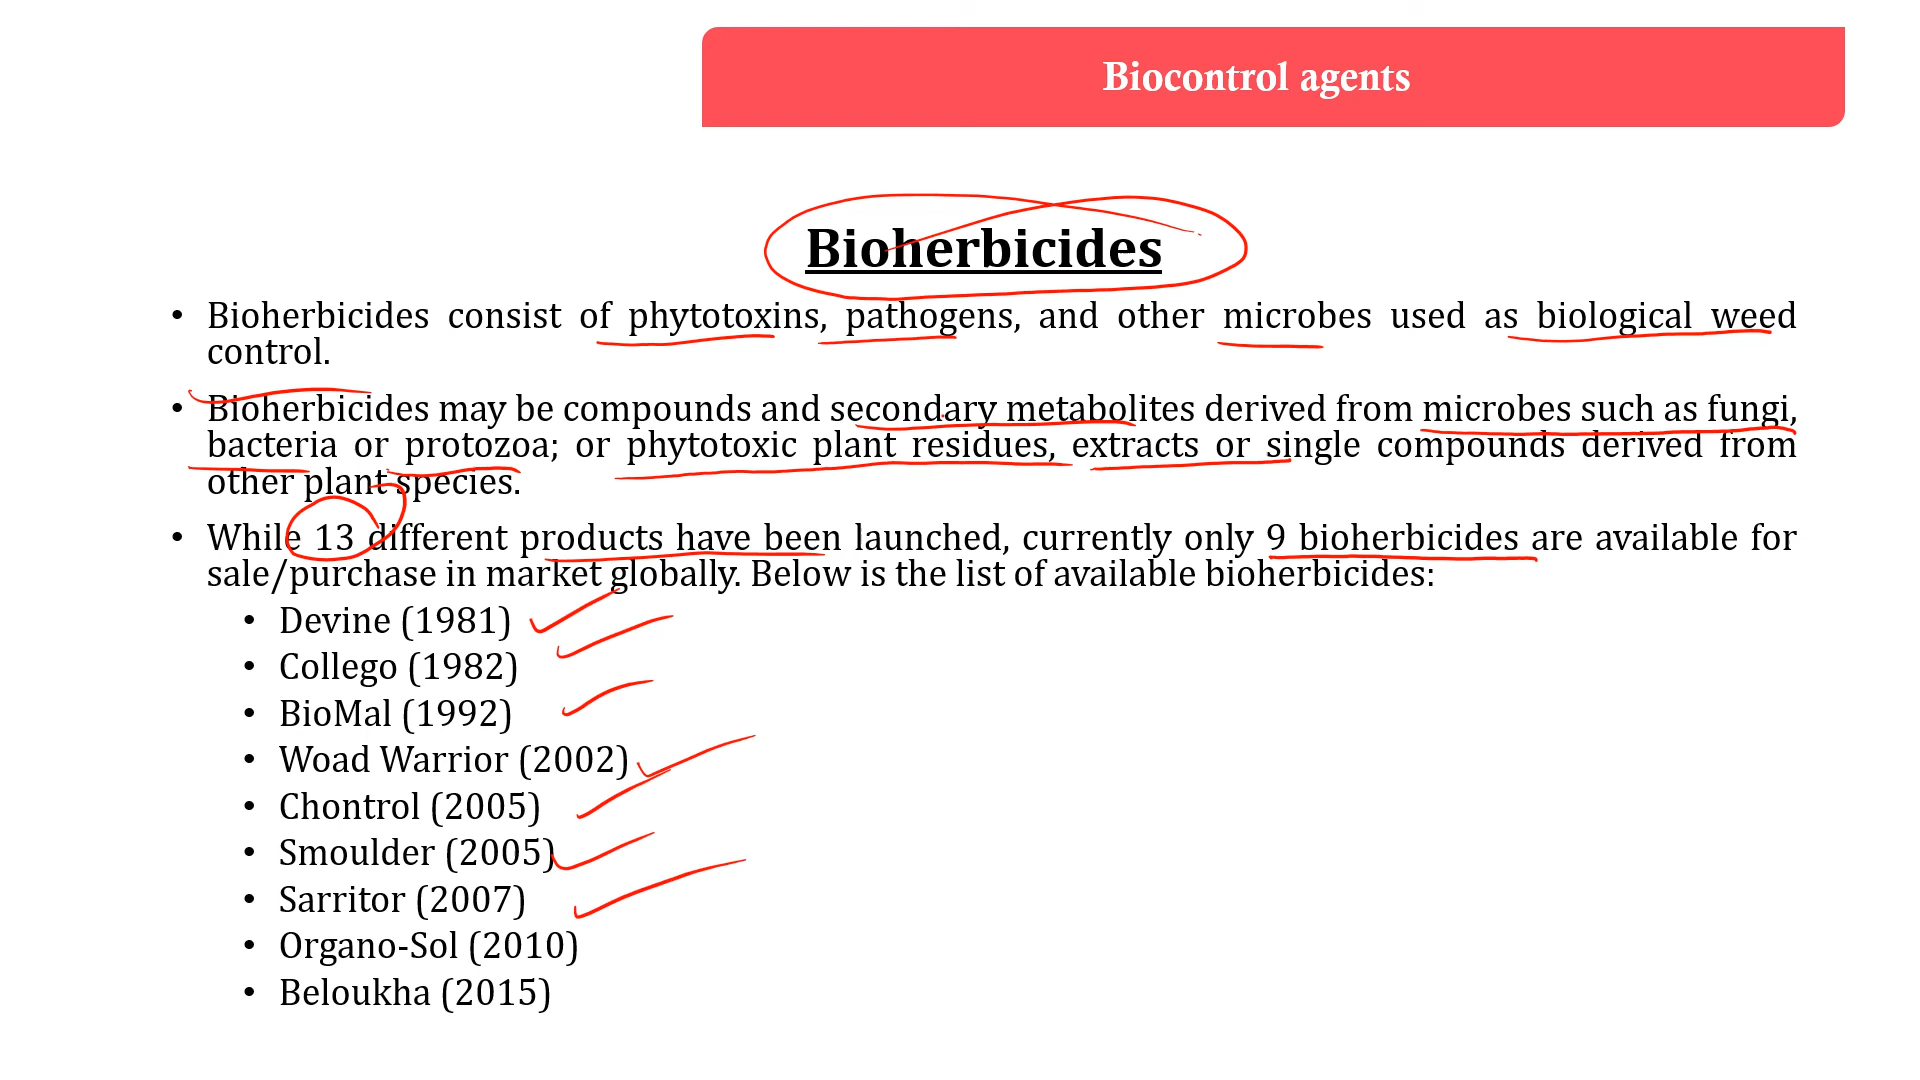 Biocontrol agents
Bioherbicides
• Bioherbicides consist of phytotoxins, pathogens, and other microbes used as biological weed
control.
• Bioherbicides may be compounds and secondary metabolites derived from microbes such as fungi,
bacteria or protozoa; or phytotoxic plant residues, extracts or single compounds derived from
other plant species.
• While 13 different products have been launched, currently only 9 bioherbicides are available for
sale/purchase in market globally. Below is the list of available bioherbicides:
• Devine (1981)
• Collego (1982)
• BioMal (1992)
• Woad Warrior (2002)
• Chontrol (2005)
• Smoulder (2005)
• Sarritor (2007)
• Organo-Sol (2010)
• Beloukha (2015)